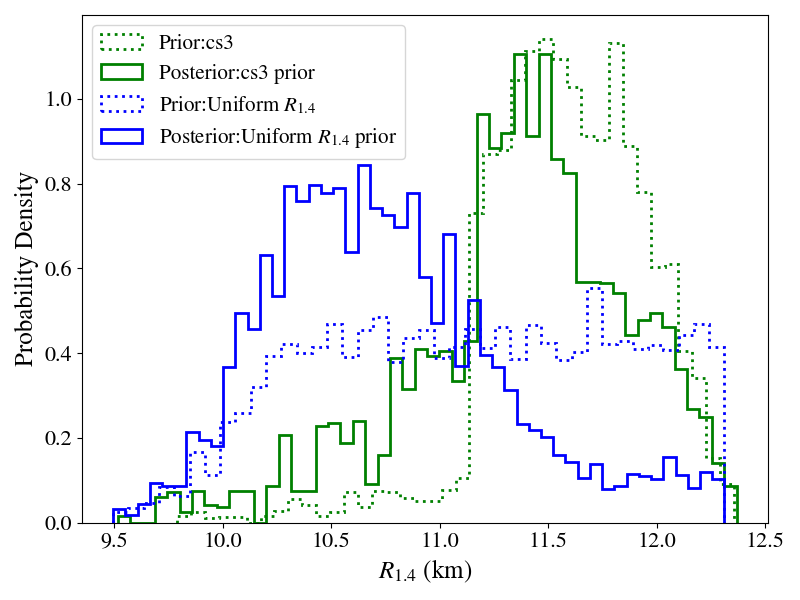 Prior:cs3
Posterior:cs3 prior
Prior:Uniform R₁.₄
Posterior:Uniform R₁.₄ prior
Probability Density
1.0
0.8
0.6
0.4
0.2
0.0
9.5 10.0 10.5 11.0 11.5 12.0 12.5
R₁.₄ (km)